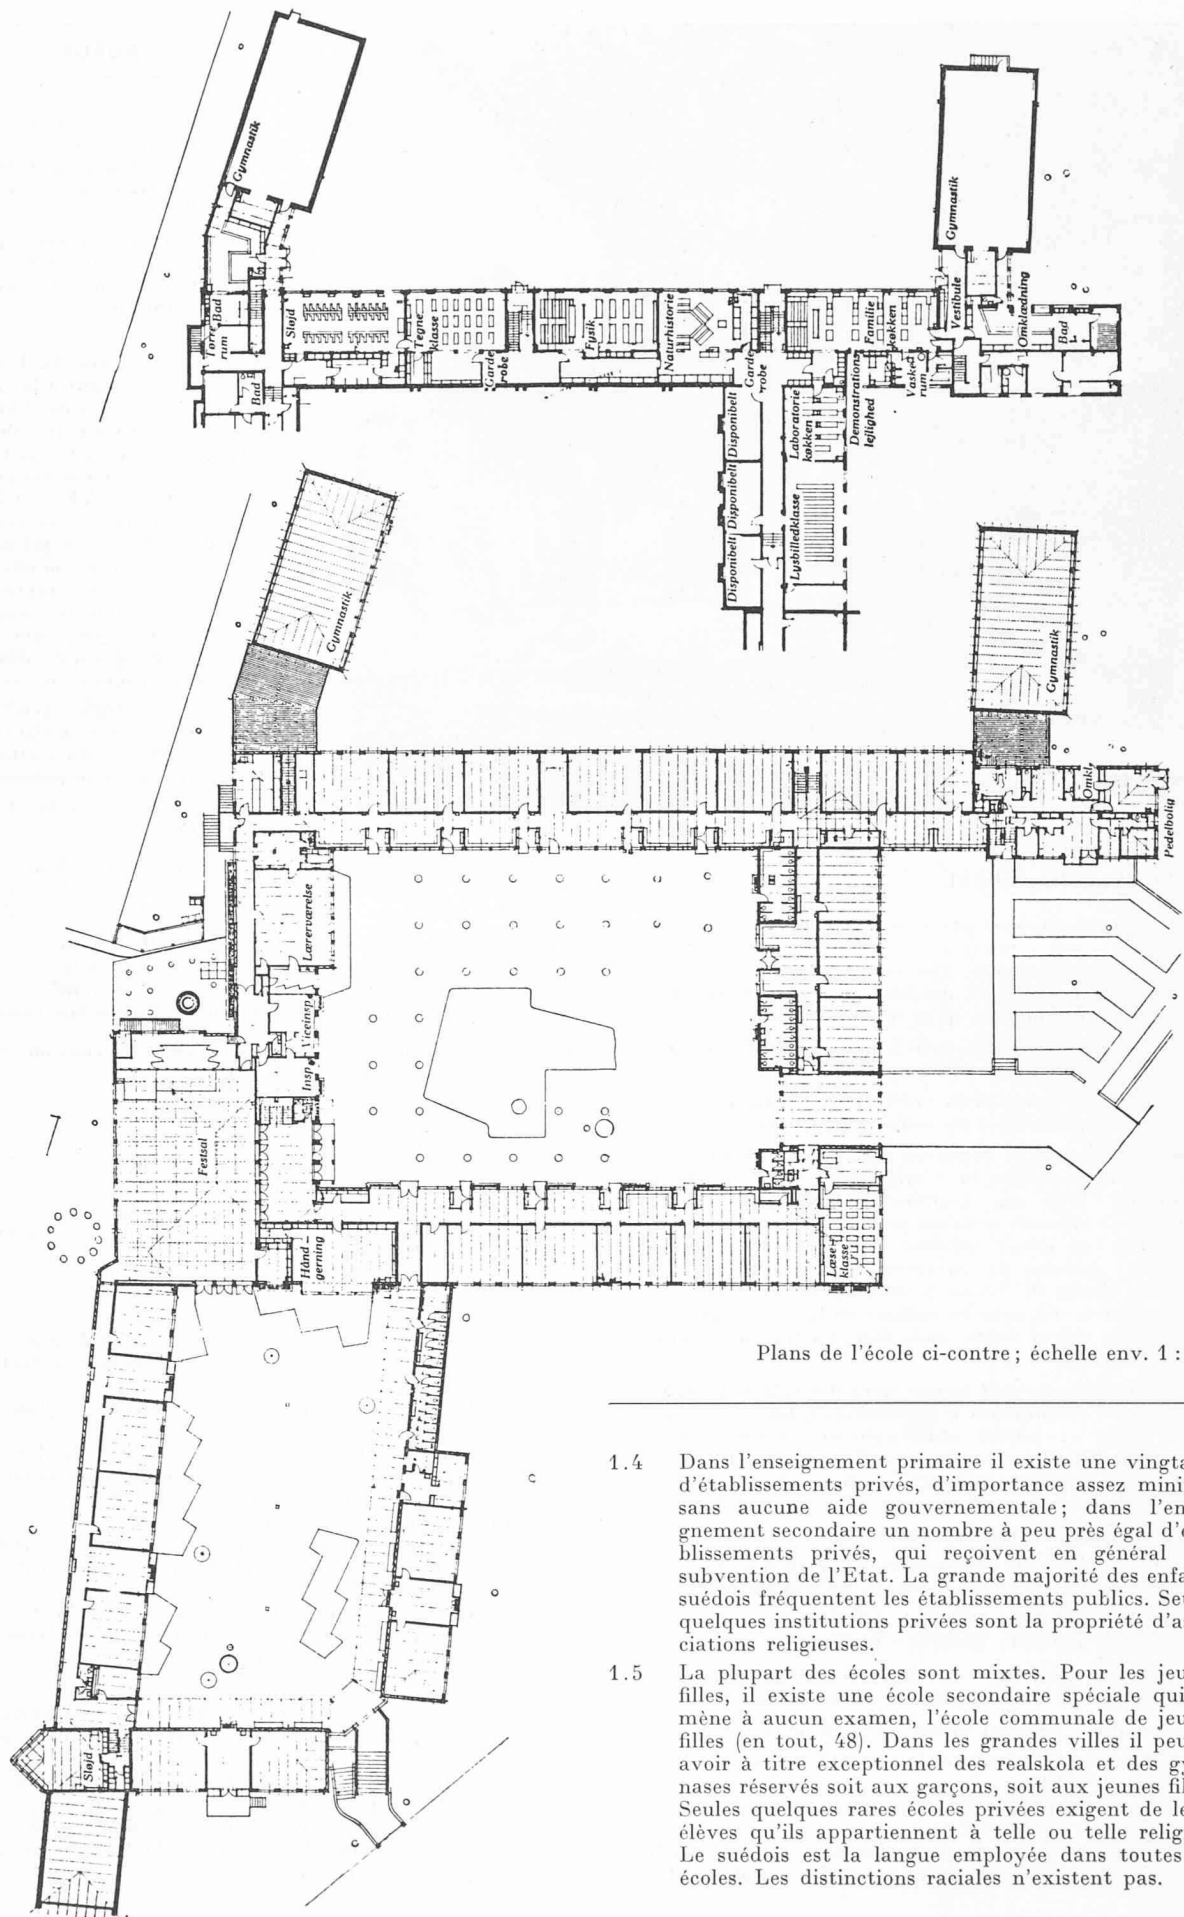 Gymnastik
Gymnastik
Tørre
rum
Bad
Bad
Sløjd
Tegne
klasse
Garde
robe
Fysik
Naturhistorie
Garde
robe
Familie
køkken
Vaske
rum
Demonstrations
lejlighed
Laboratorie
køkken
Lysbilledklasse
Disponibelt
Disponibelt
Disponibelt
Vestibule
Omklædning
Bad
Gymnastik
Gymnastik
Omkl.
Pedelbolig
Lærerværelse
Viceinsp.
Insp.
Festsal
Hånd-
gerning
Læse-
klasse
Sløjd
Plans de l'école ci-contre ; échelle env. 1 :
1.4 Dans l'enseignement primaire il existe une vingta
d'établissements privés, d'importance assez mini
sans aucune aide gouvernementale ; dans l'en
gnement secondaire un nombre à peu près égal d'é
blissements privés, qui reçoivent en général
subvention de l'Etat. La grande majorité des enfa
suédois fréquentent les établissements publics. Seu
quelques institutions privées sont la propriété d'a
ciations religieuses.
1.5 La plupart des écoles sont mixtes. Pour les jeu
filles, il existe une école secondaire spéciale qui
mène à aucun examen, l'école communale de jeu
filles (en tout, 48). Dans les grandes villes il peu
avoir à titre exceptionnel des realskola et des gy
nases réservés soit aux garçons, soit aux jeunes fil
Seules quelques rares écoles privées exigent de le
élèves qu'ils appartiennent à telle ou telle relig
Le suédois est la langue employée dans toutes
écoles. Les distinctions raciales n'existent pas.